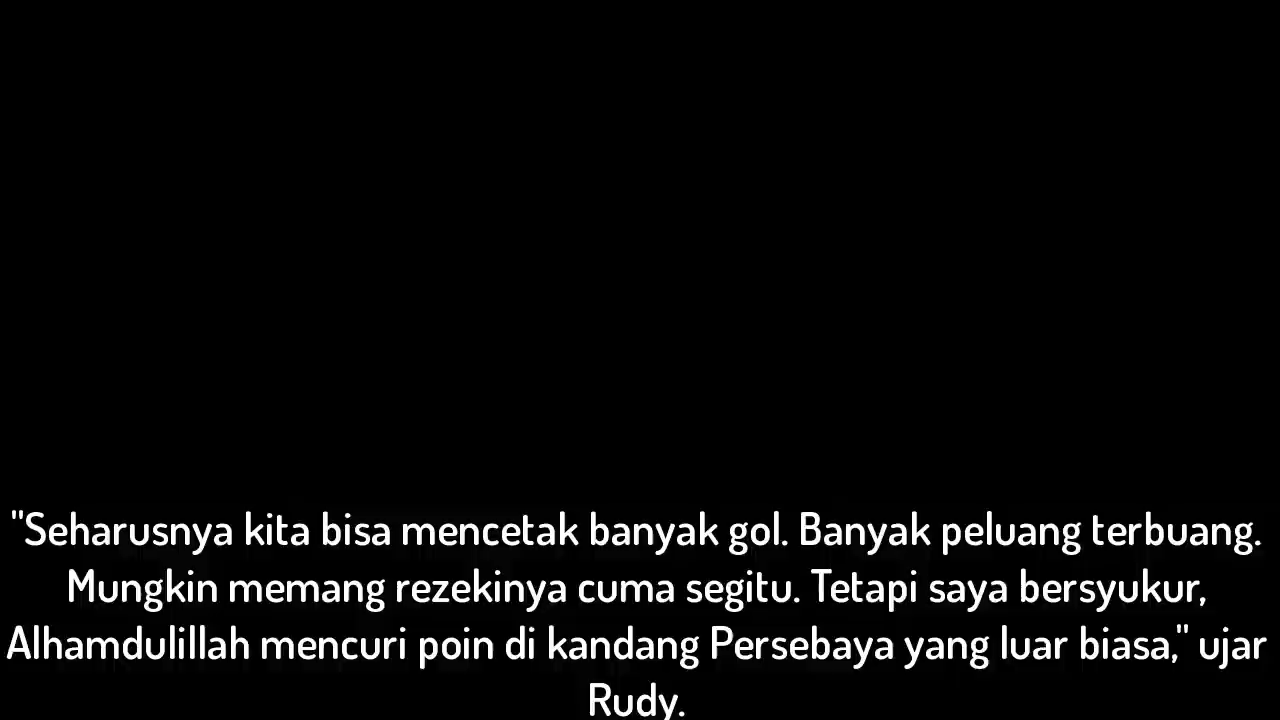 "Seharusnya kita bisa mencetak banyak gol. Banyak peluang terbuang.
Mungkin memang rezekinya cuma segitu. Tetapi saya bersyukur,
Alhamdulillah mencuri poin di kandang Persebaya yang luar biasa," ujar
Rudy.